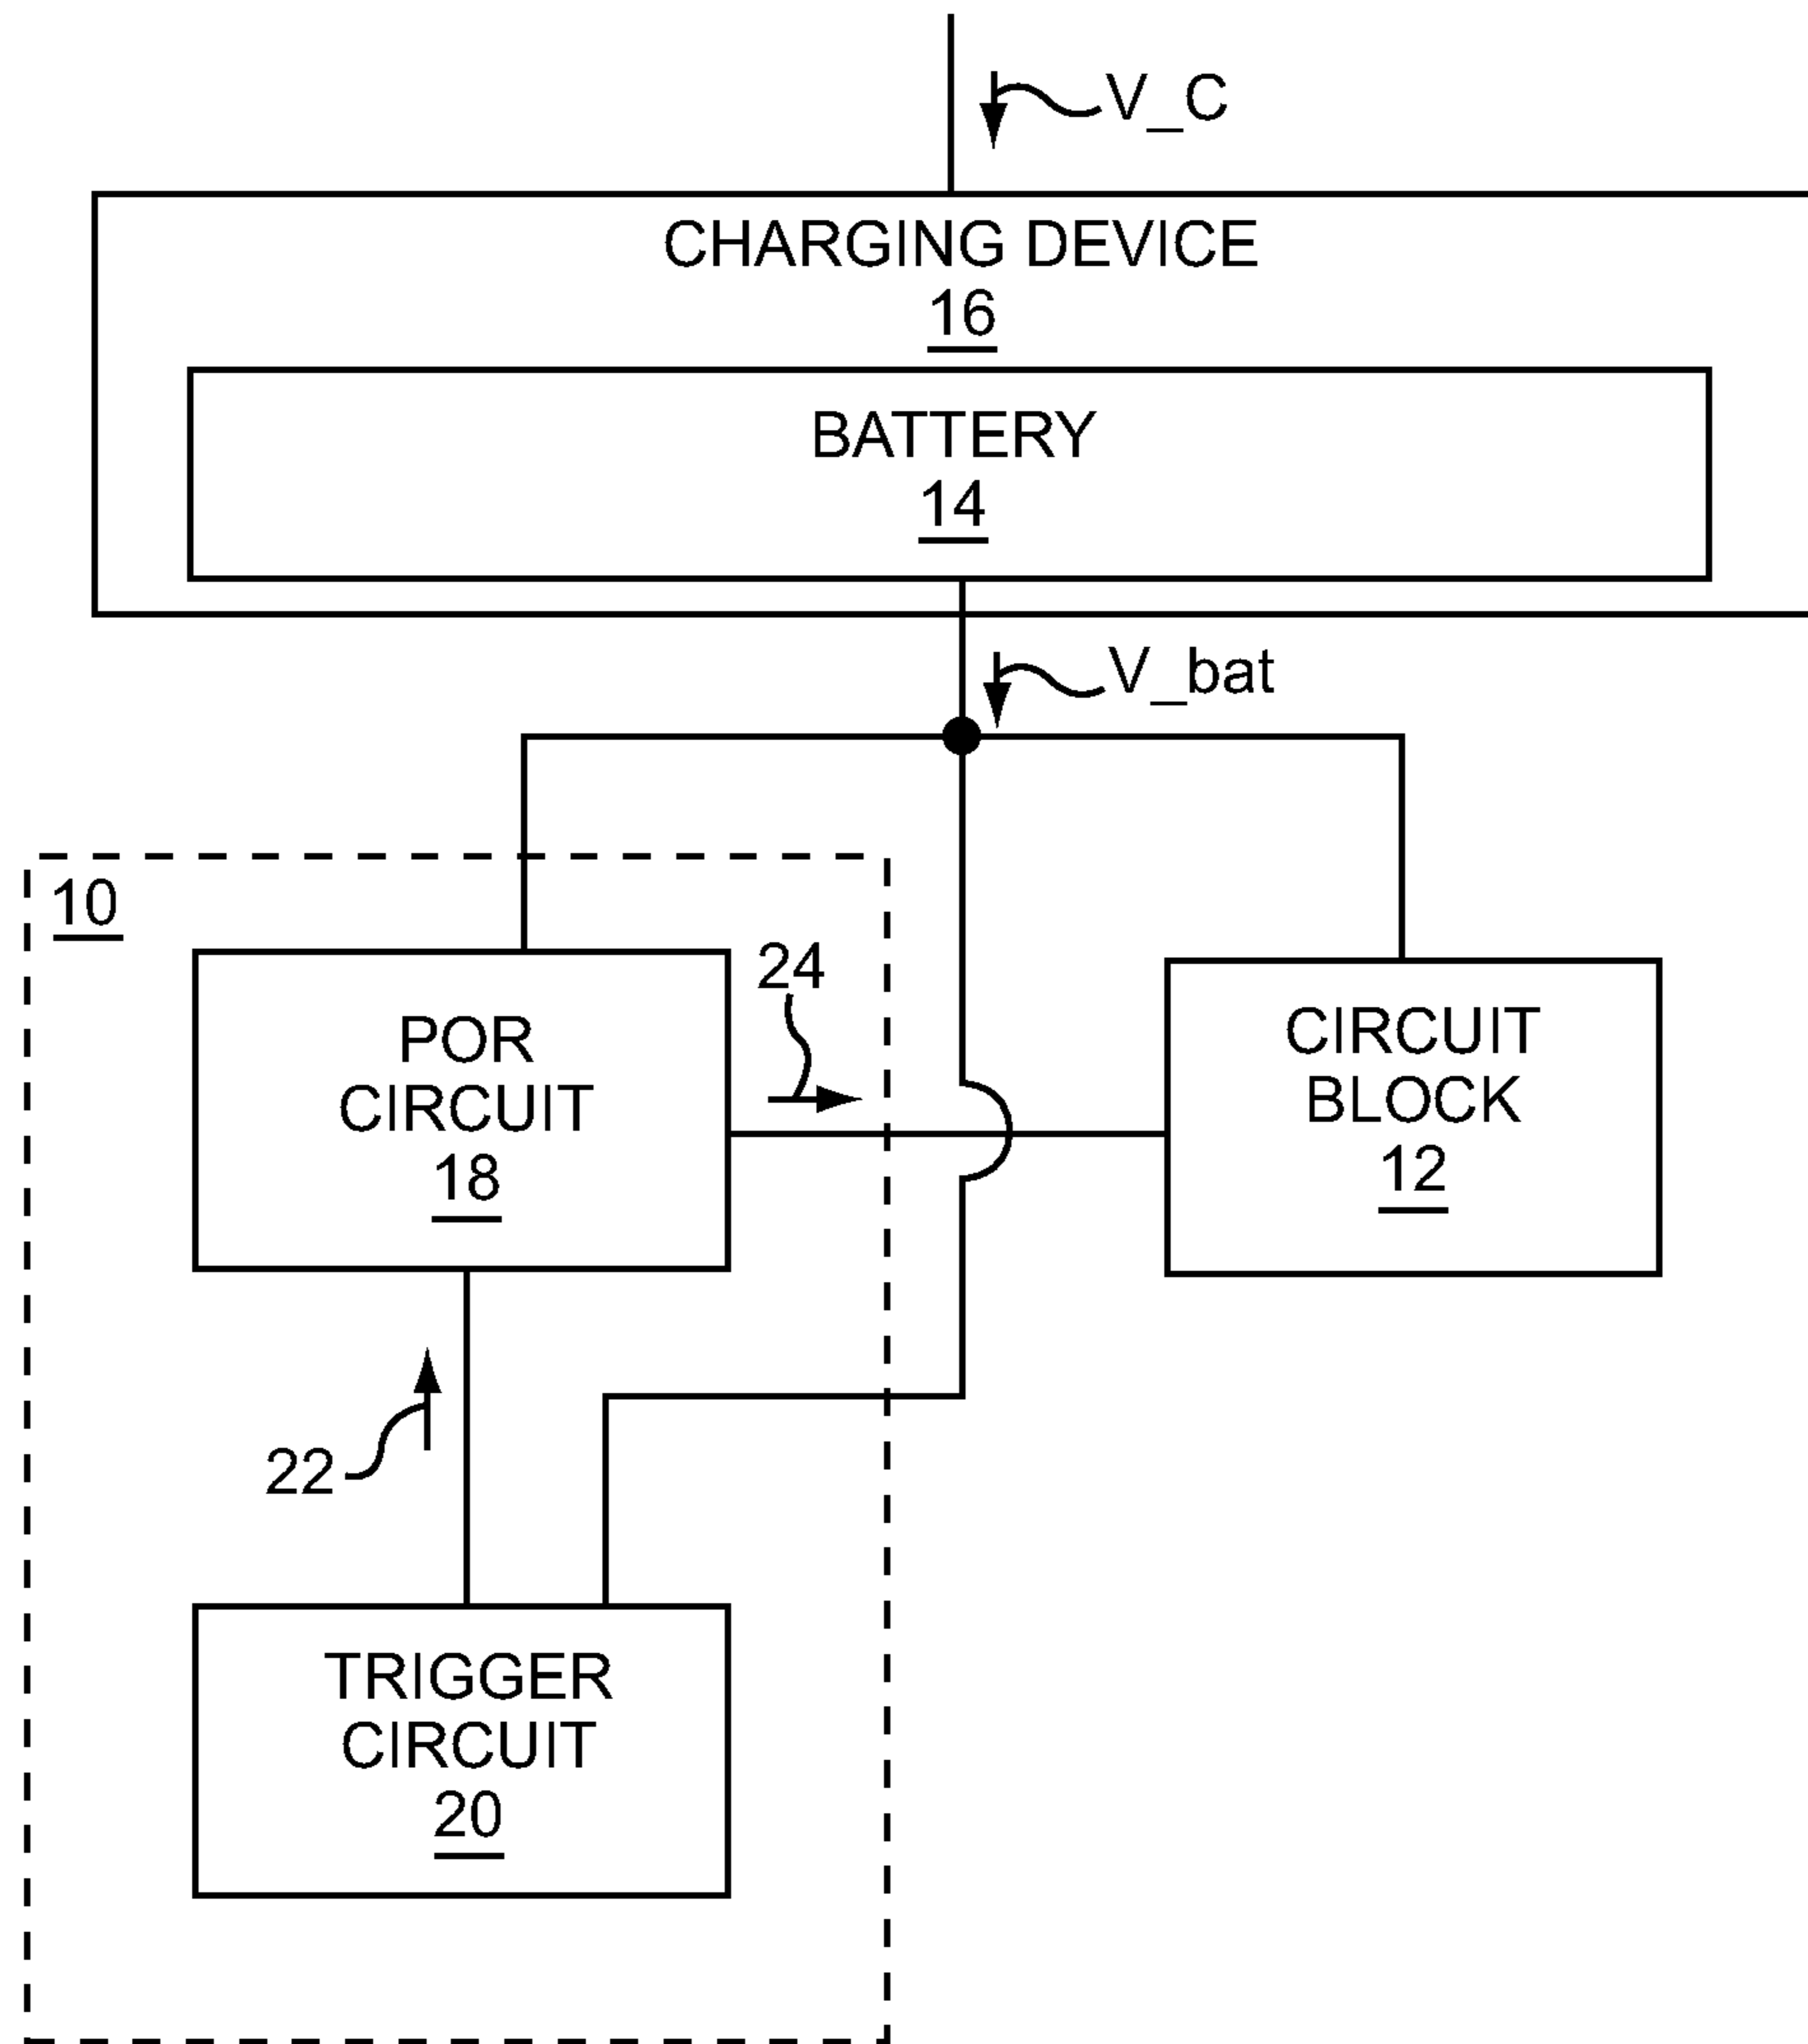 V_C
CHARGING DEVICE
16
BATTERY
14
V_bat
10
24
POR
CIRCUIT
18
CIRCUIT
BLOCK
12
22
TRIGGER
CIRCUIT
20